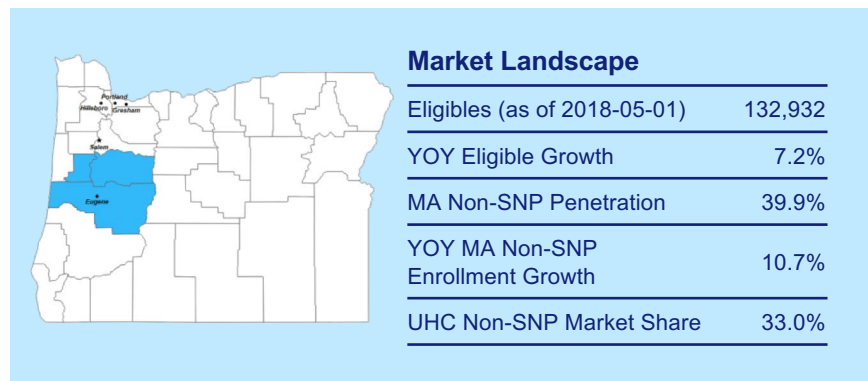 Portland
Hillsboro
Gresham
Salem
Eugene
Market Landscape
Eligibles (as of 2018-05-01) 132,932
YOY Eligible Growth 7.2%
MA Non-SNP Penetration 39.9%
YOY MA Non-SNP
Enrollment Growth 10.7%
UHC Non-SNP Market Share 33.0%